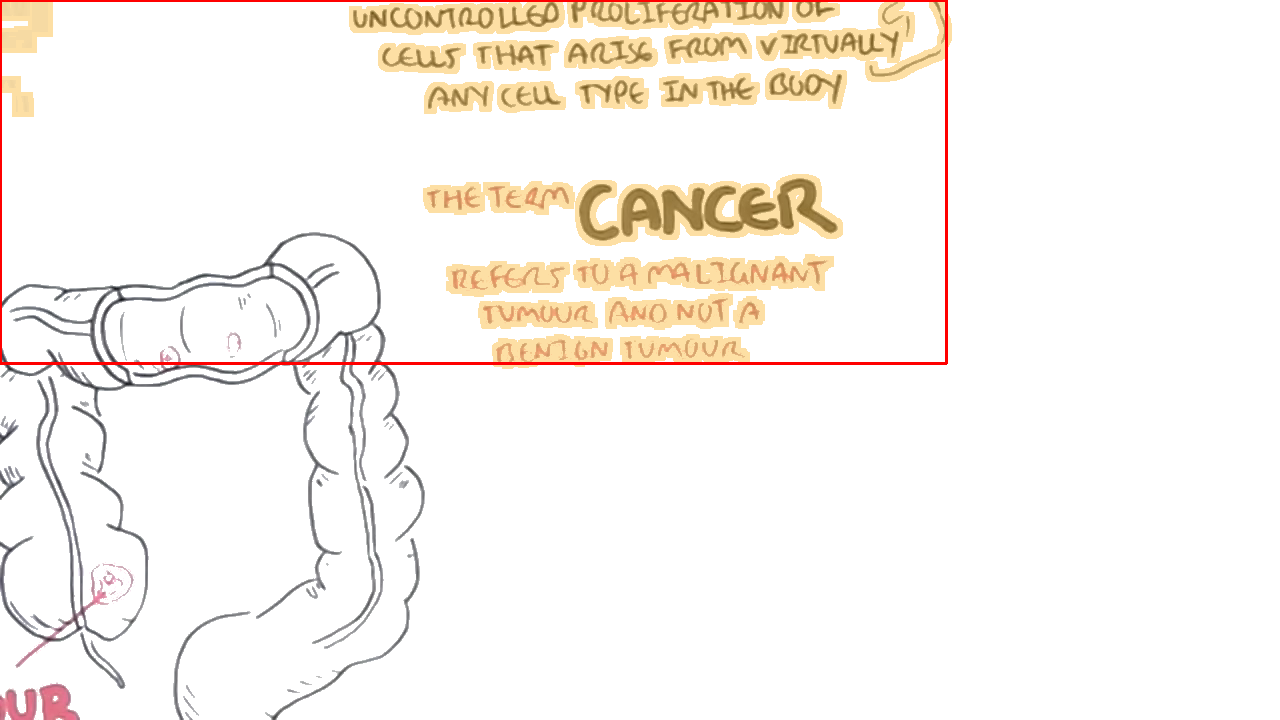 UNCONTROLLED PROLIFERATION OF
CELLS THAT ARISE FROM VIRTUALLY
ANY CELL TYPE IN THE BODY
THE TERM CANCER
REFERS TO A MALIGNANT
TUMOUR AND NOT A
BENIGN TUMOUR
OUR